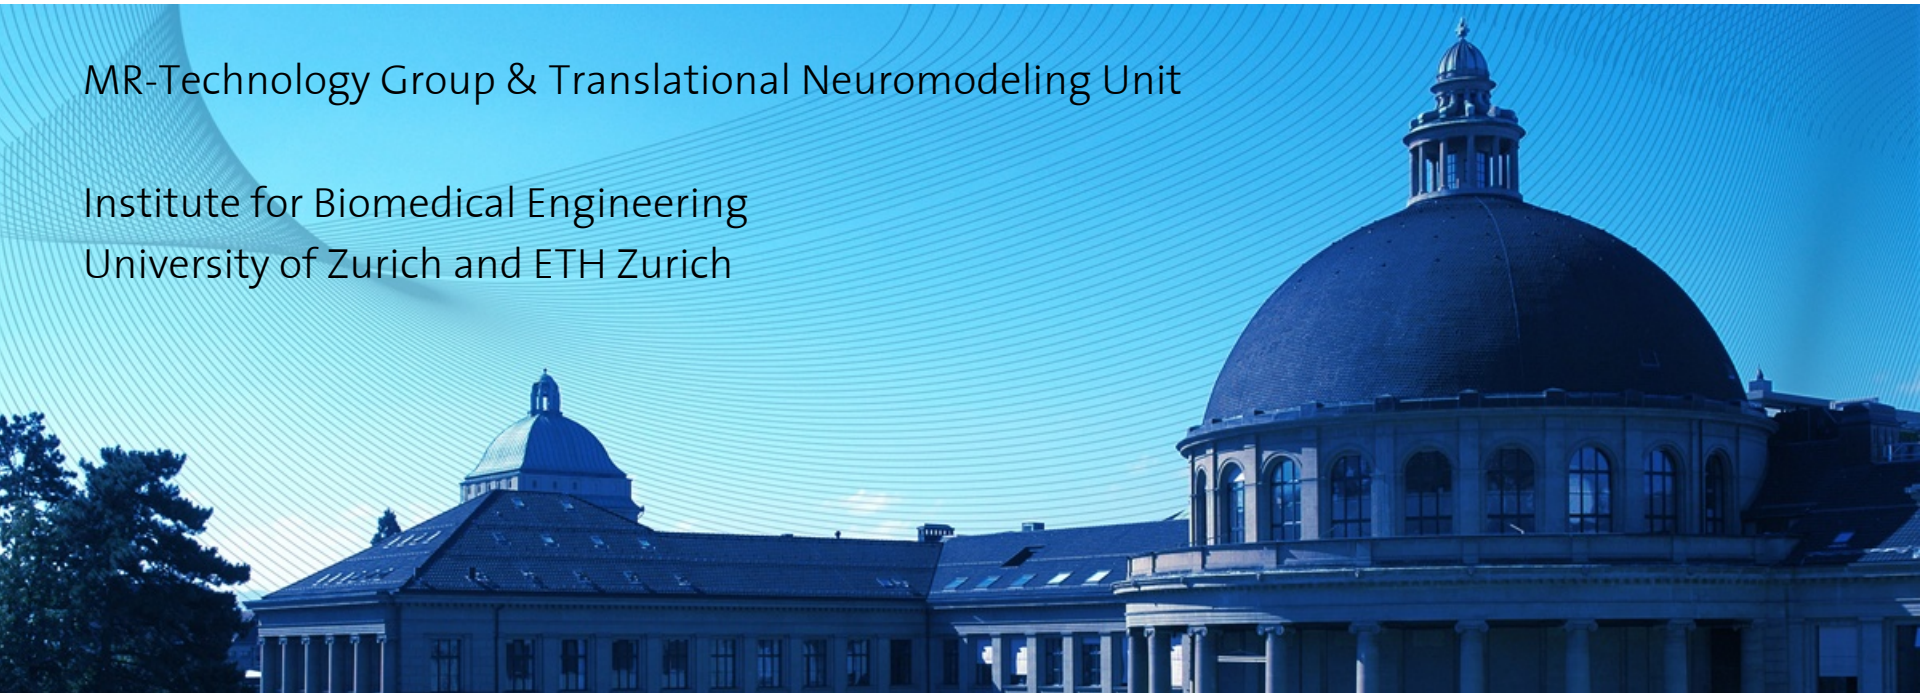 MR-Technology Group & Translational Neuromodeling Unit
Institute for Biomedical Engineering
University of Zurich and ETH Zurich